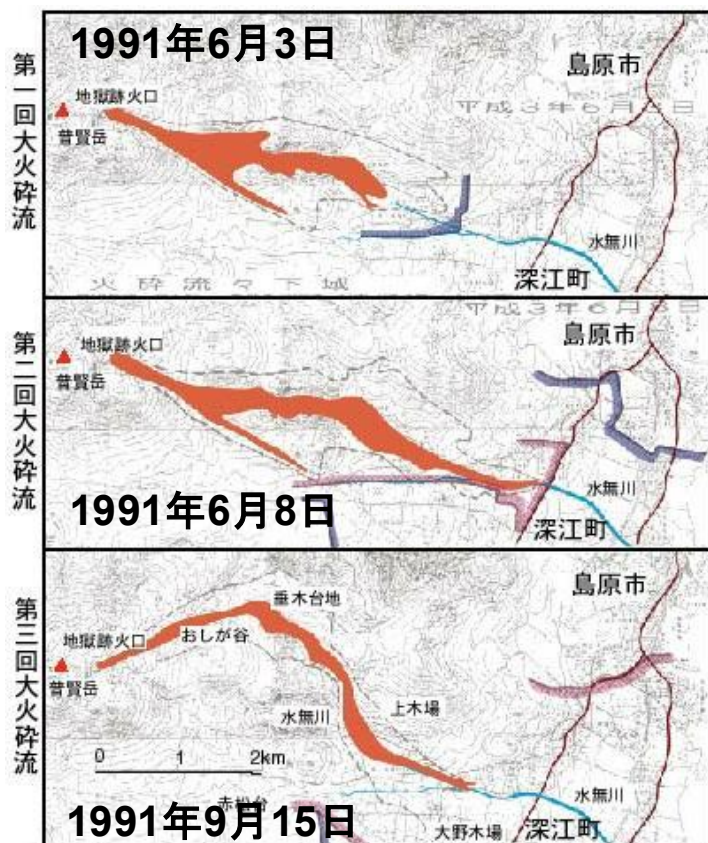 第一回大火砕流
1991年6月3日
島原市
地獄跡火口
平成3年6月3日
普賢岳
水無川
深江町
火砕流々下域
第二回大火砕流
平成3年6月8日
島原市
地獄跡火口
普賢岳
水無川
1991年6月8日
深江町
第三回大火砕流
島原市
垂木台地
地獄跡火口
おしが谷
普賢岳
上木場
水無川
0 1 2km
水無川
赤松台
1991年9月15日
大野木場
深江町